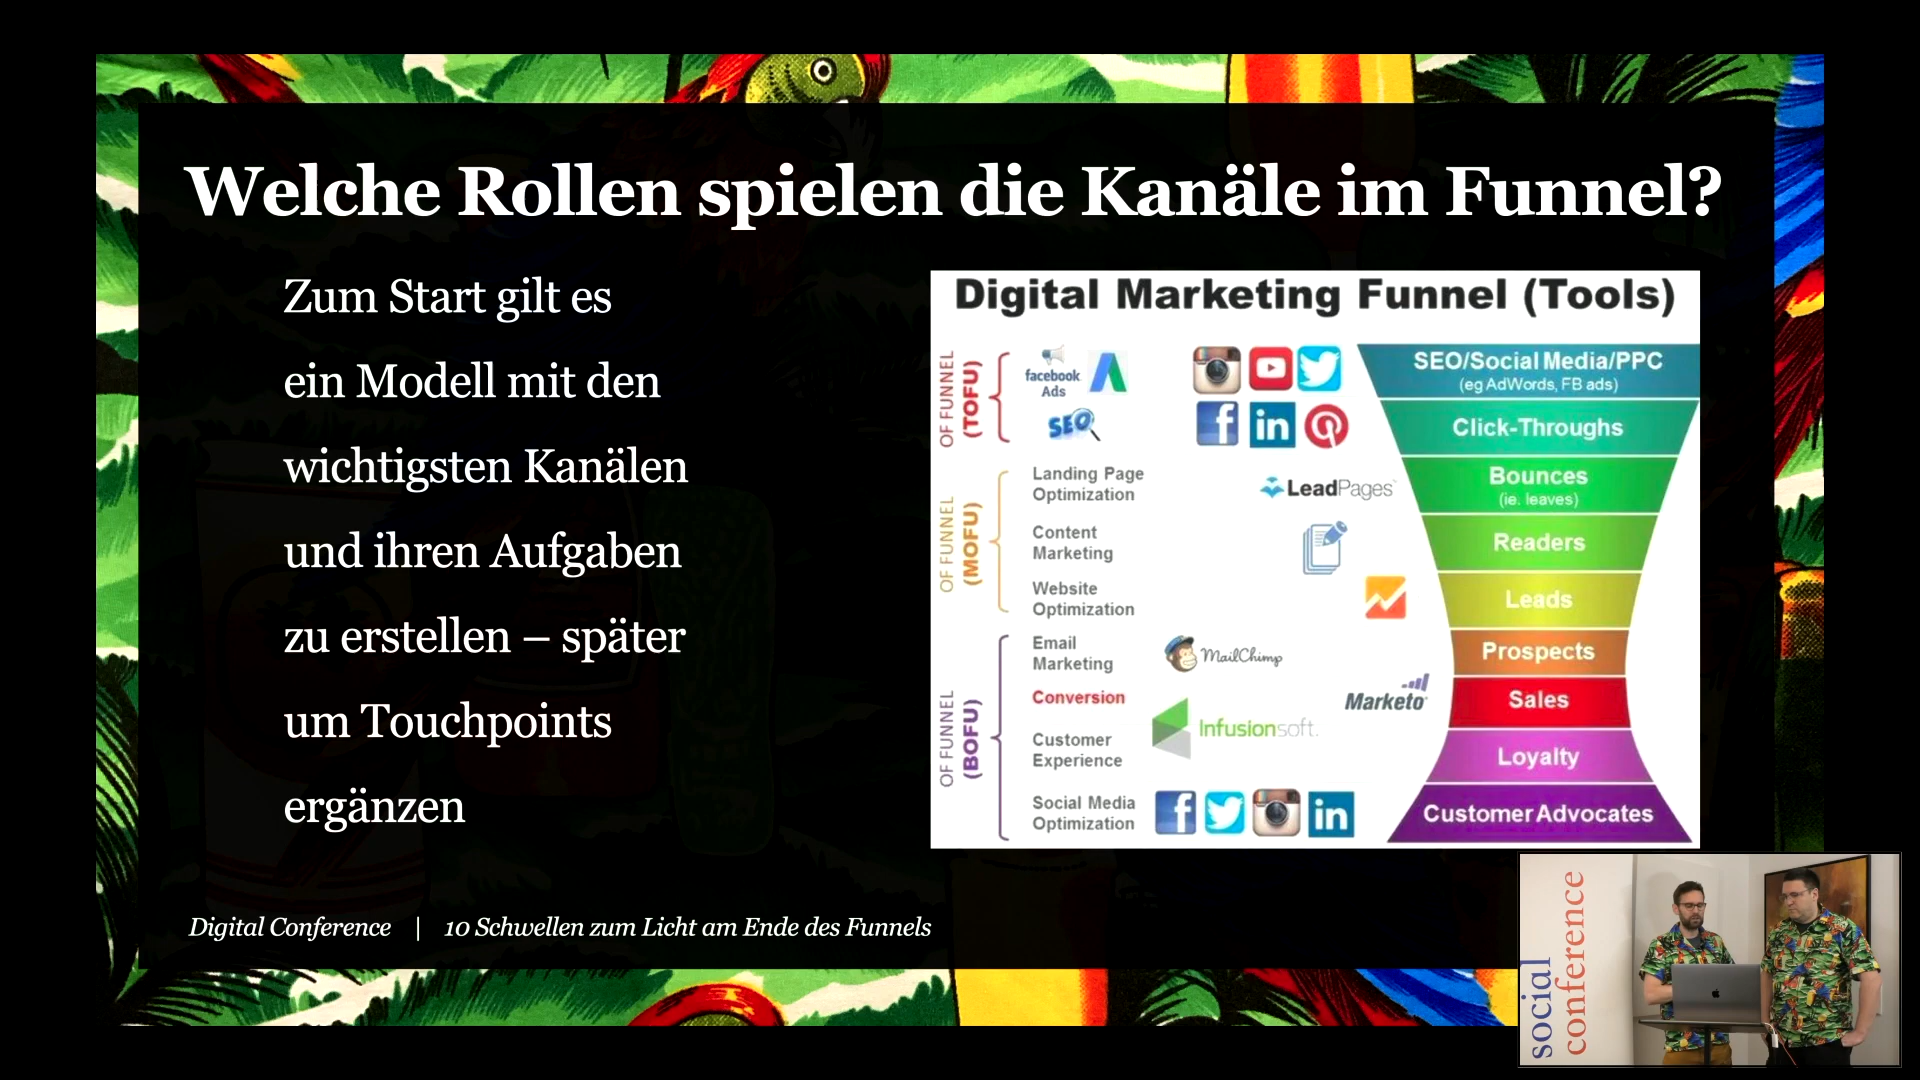 Welche Rollen spielen die Kanäle im Funnel?
Zum Start gilt es
ein Modell mit den
wichtigsten Kanälen
und ihren Aufgaben
zu erstellen – später
um Touchpoints
ergänzen
Digital Marketing Funnel (Tools)
OF FUNNEL
(TOFU)
facebook
Ads
SEO
in
SEO/Social Media/PPC
(eg AdWords, FB ads)
Click-Throughs
OF FUNNEL
(MOFU)
Landing Page
Optimization
LeadPages
Content
Marketing
Website
Optimization
Bounces
(ie. leaves)
Readers
Leads
OF FUNNEL
(BOFU)
Email
Marketing
MailChimp
Conversion
Marketo
Customer
Experience
Infusionsoft.
Social Media
Optimization
in
Prospects
Sales
Loyalty
Customer Advocates
Digital Conference | 10 Schwellen zum Licht am Ende des Funnels
social
conference